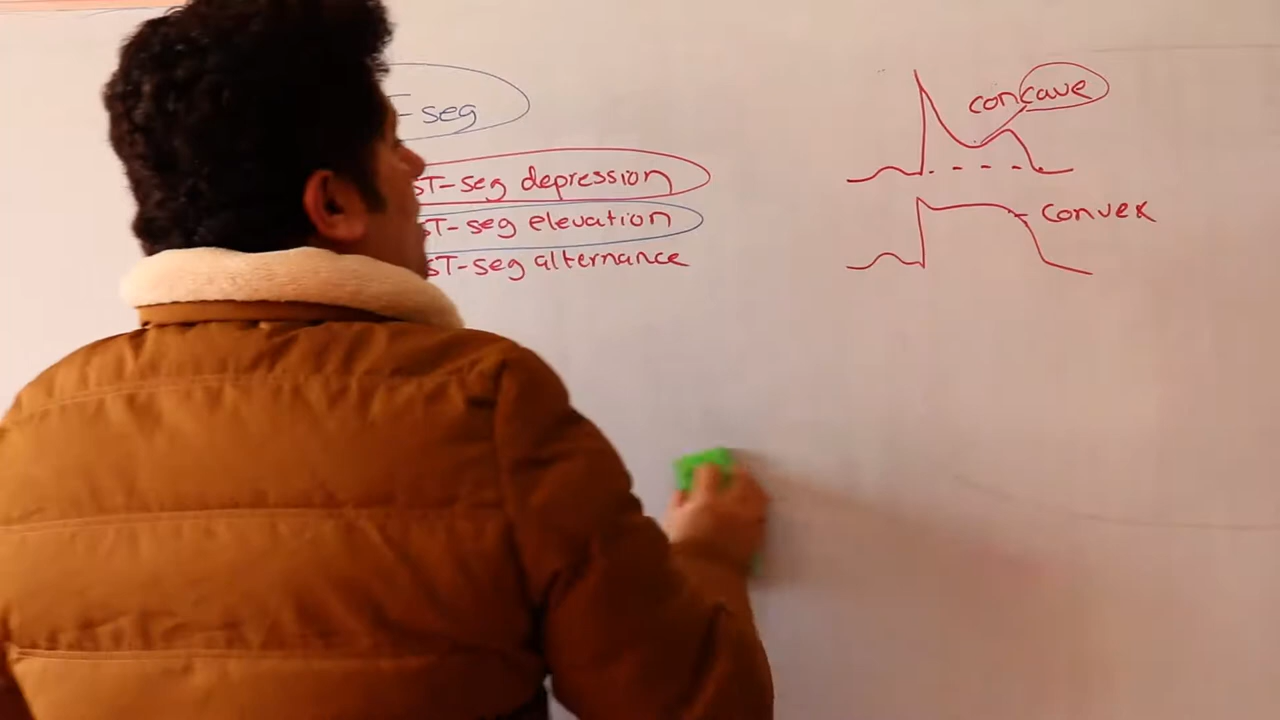 T-seg
ST-seg depression
ST-seg elevation
ST-seg alternance
concave
convex